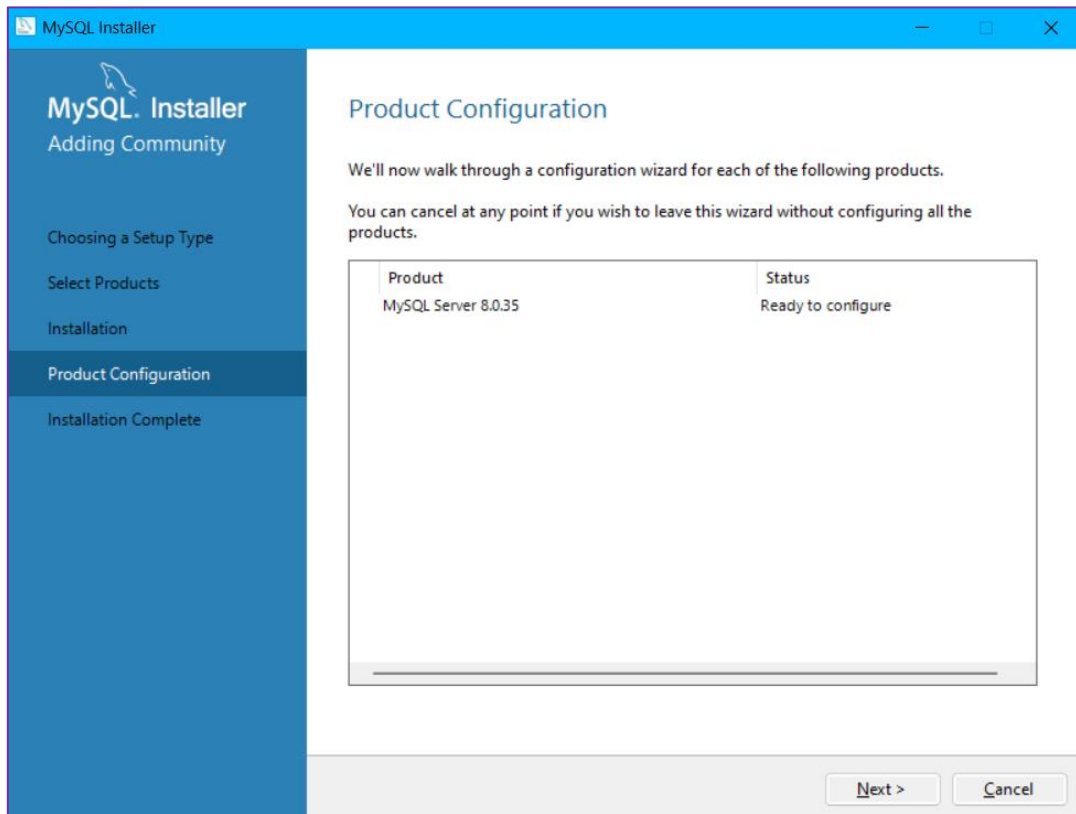 MySQL Installer
MySQL. Installer
Adding Community
Choosing a Setup Type
Select Products
Installation
Product Configuration
Installation Complete
Product Configuration
We'll now walk through a configuration wizard for each of the following products.
You can cancel at any point if you wish to leave this wizard without configuring all the
products.
Product Status
MySQL Server 8.0.35 Ready to configure
Next > Cancel